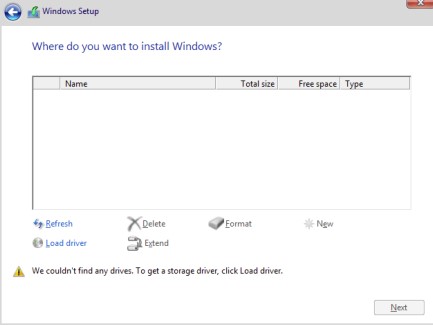 Windows Setup
Where do you want to install Windows?
Name Total size Free space Type
Refresh Delete Format New
Load driver Extend
We couldn't find any drives. To get a storage driver, click Load driver.
Next